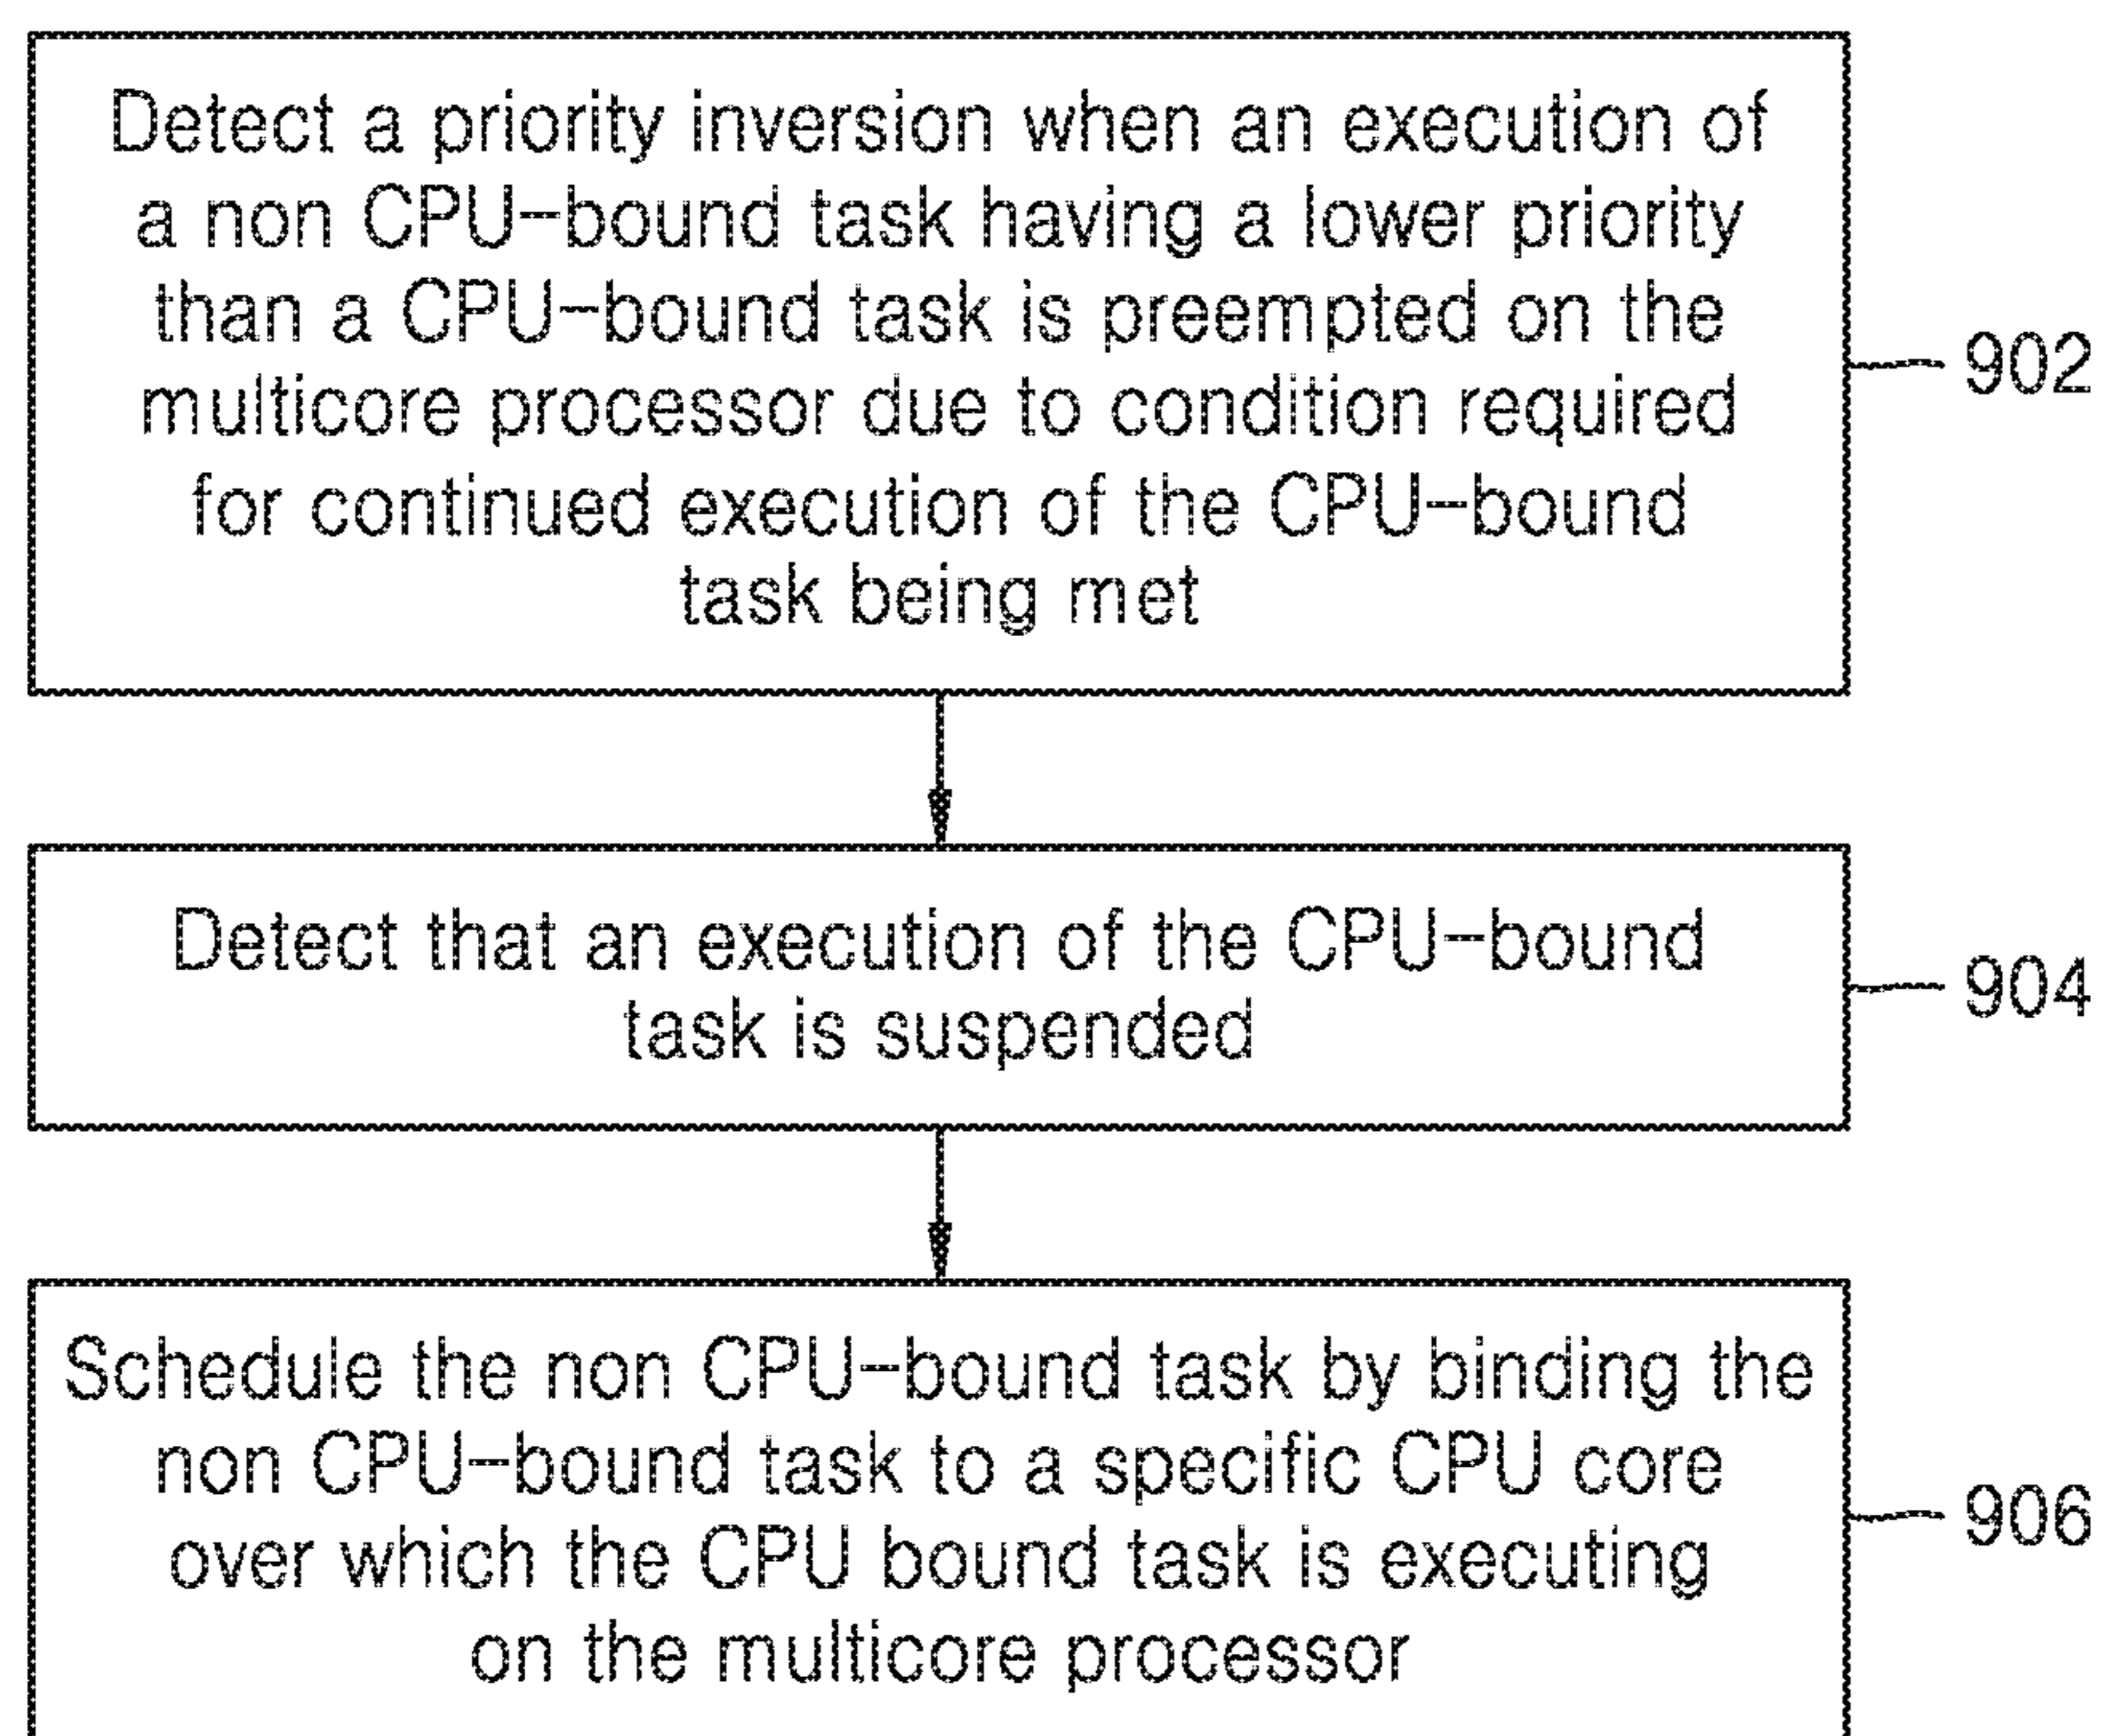 Detect a priority inversion when an execution of
a non CPU-bound task having a lower priority
than a CPU-bound task is preempted on the
multicore processor due to condition required
for continued execution of the CPU-bound
task being met
902
Detect that an execution of the CPU-bound
task is suspended
904
Schedule the non CPU-bound task by binding the
non CPU-bound task to a specific CPU core
over which the CPU bound task is executing
on the multicore processor
906